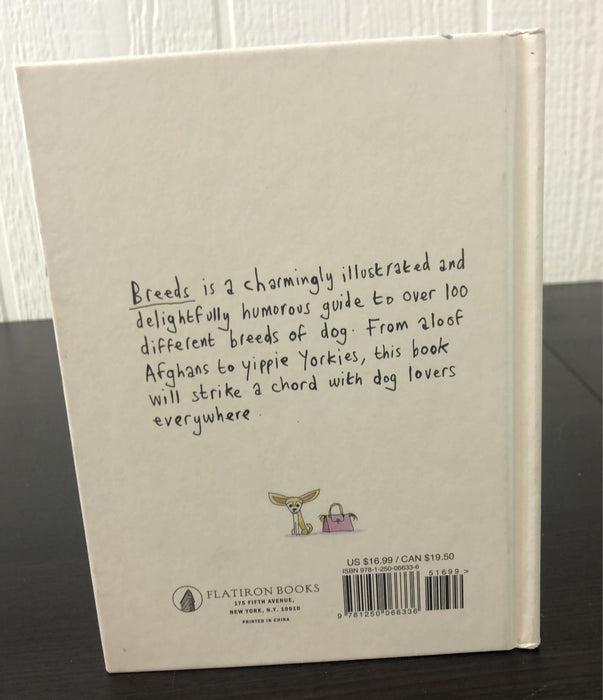 Breeds is a charmingly illustrated and
delightfully humorous guide to over 100
different breeds of dog. From aloof
Afghans to yippie Yorkies, this book
will strike a chord with dog lovers
everywhere.
US $16.99 / CAN $19.50
ISBN 978-1-250-06633-6
51699 >
9 781250 066336
FLATIRON BOOKS
175 FIFTH AVENUE,
NEW YORK, N.Y. 10010
PRINTED IN CHINA